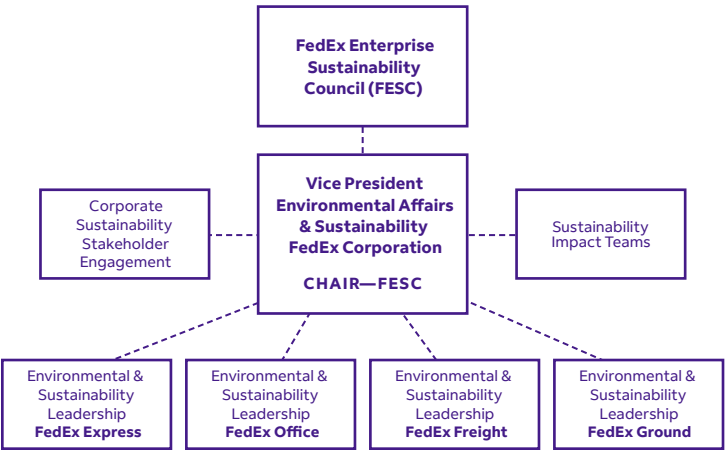 FedEx Enterprise
Sustainability
Council (FESC)
Vice President
Environmental Affairs
& Sustainability
FedEx Corporation
CHAIR—FESC
Corporate
Sustainability
Stakeholder
Engagement
Sustainability
Impact Teams
Environmental &
Sustainability
Leadership
FedEx Express
Environmental &
Sustainability
Leadership
FedEx Office
Environmental &
Sustainability
Leadership
FedEx Freight
Environmental &
Sustainability
Leadership
FedEx Ground